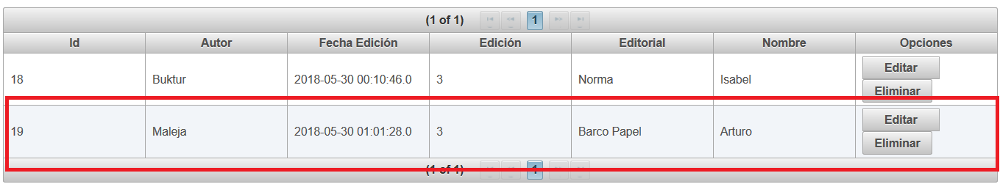 (1 of 1) 1
Id Autor Fecha Edición Edición Editorial Nombre Opciones
18 Buktur 2018-05-30 00:10:46.0 3 Norma Isabel Editar
Eliminar
19 Maleja 2018-05-30 01:01:28.0 3 Barco Papel Arturo Editar
Eliminar
(1 of 1) 1